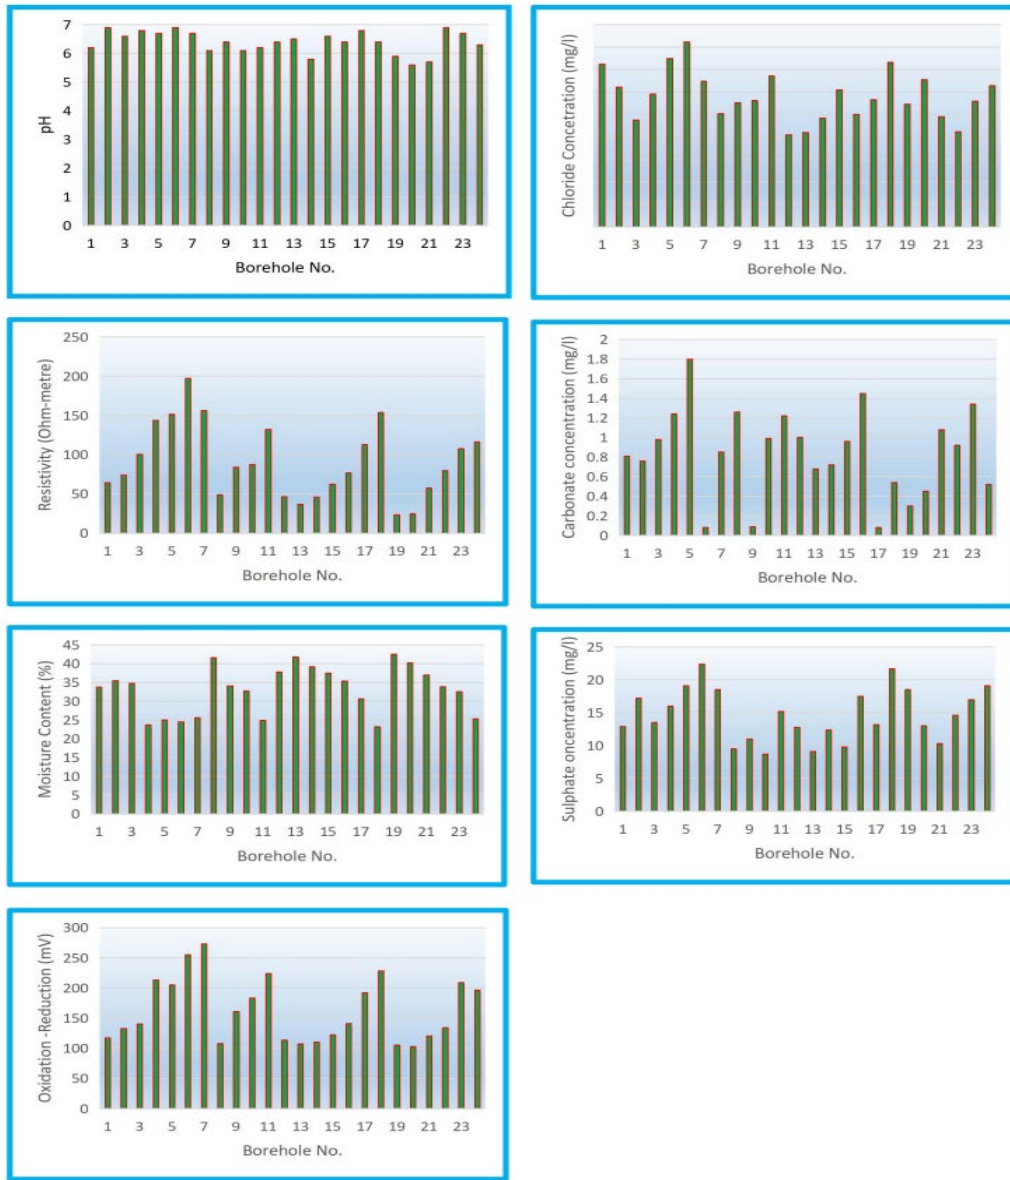 7
6
5
4
3
2
1
0
pH
1 3 5 7 9 11 13 15 17 19 21 23
Borehole No.
Chloride Concetration (mg/l)
1 3 5 7 9 11 13 15 17 19 21 23
Borehole No.
250
200
150
100
50
0
Resistivity (Ohm-metre)
1 3 5 7 9 11 13 15 17 19 21 23
Borehole No.
2
1.8
1.6
1.4
1.2
1
0.8
0.6
0.4
0.2
0
Carbonate concentration (mg/l)
1 3 5 7 9 11 13 15 17 19 21 23
Borehole No.
45
40
35
30
25
20
15
10
5
0
Moisture Content (%)
1 3 5 7 9 11 13 15 17 19 21 23
Borehole No.
25
20
15
10
5
0
Sulphate oncentration (mg/l)
1 3 5 7 9 11 13 15 17 19 21 23
Borehole No.
300
250
200
150
100
50
0
Oxidation -Reduction (mV)
1 3 5 7 9 11 13 15 17 19 21 23
Borehole No.